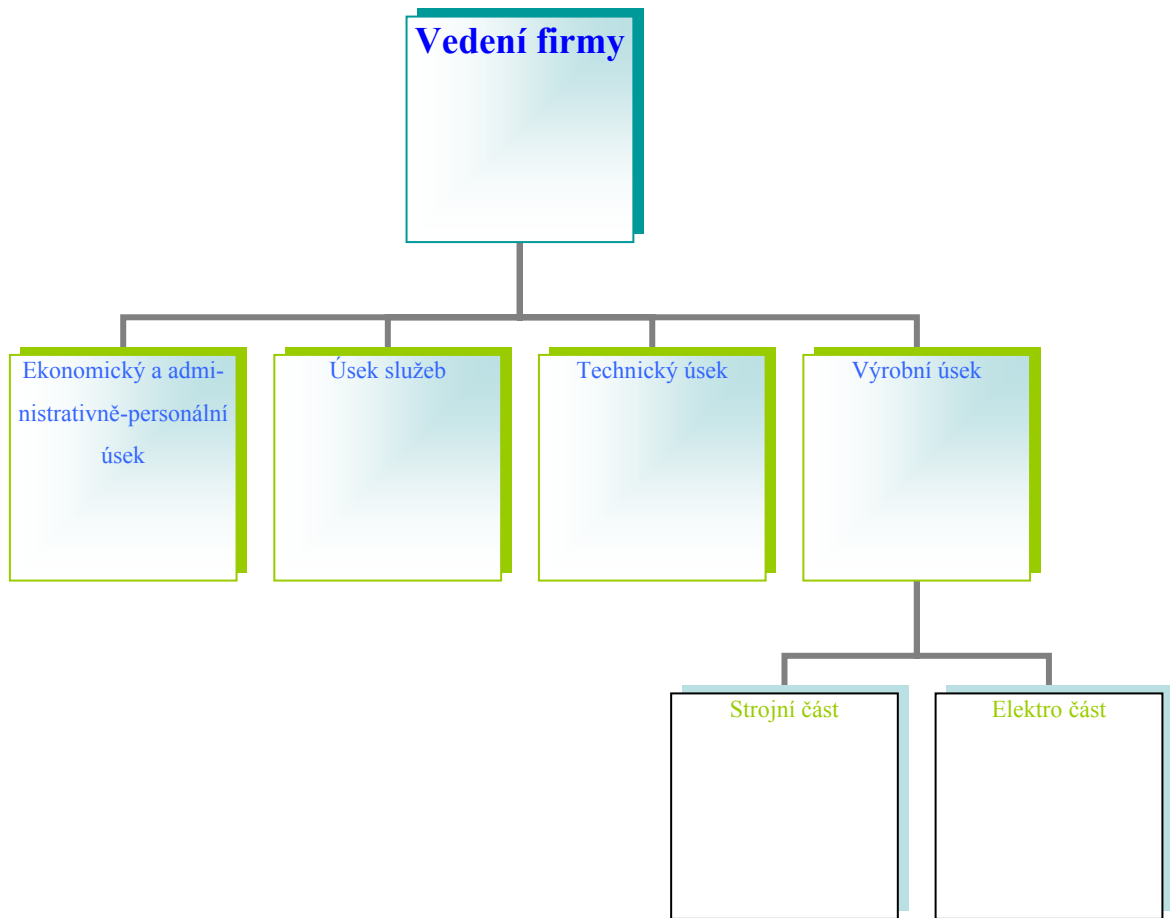 Vedení firmy
Ekonomický a admi-
nistrativně-personální
úsek
Úsek služeb
Technický úsek
Výrobní úsek
Strojní část
Elektro část